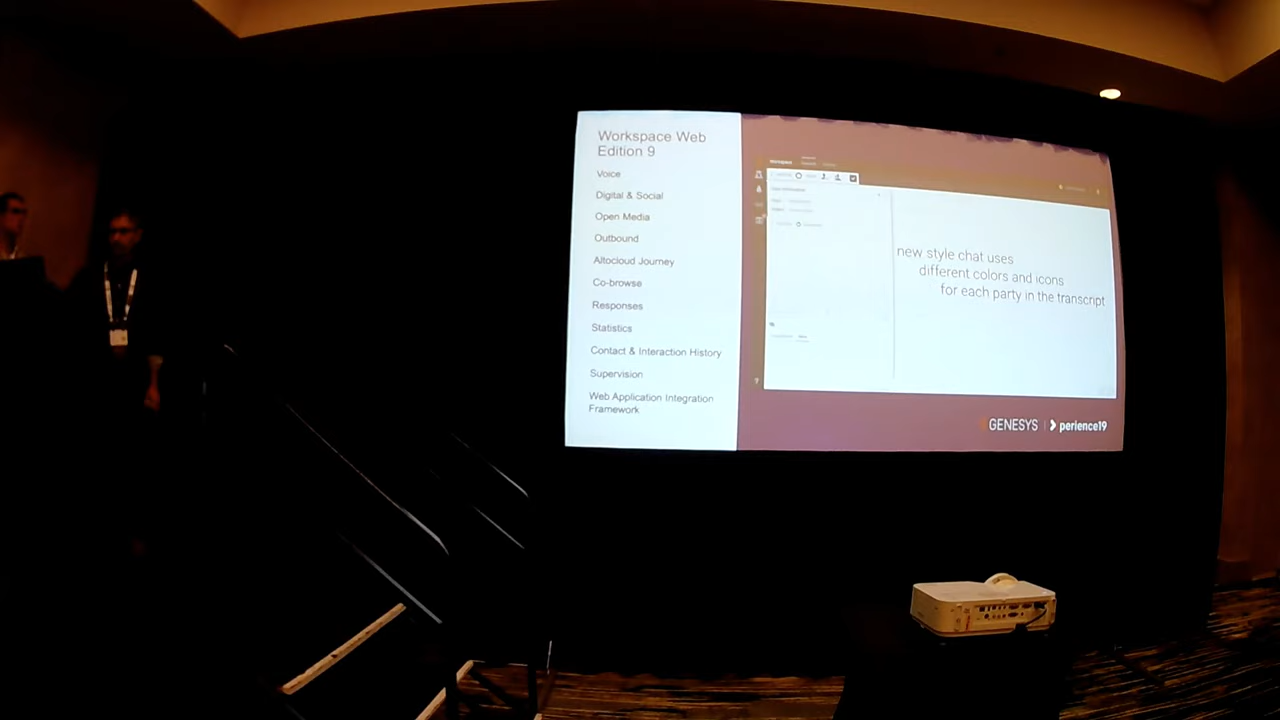 Workspace Web
Edition 9
Voice
Digital & Social
Open Media
Outbound
Altocloud Journey
Co-browse
Responses
Statistics
Contact & Interaction History
Supervision
Web Application Integration
Framework
Workspace
new style chat uses
different colors and icons
for each party in the transcript
GENESYS | perience19